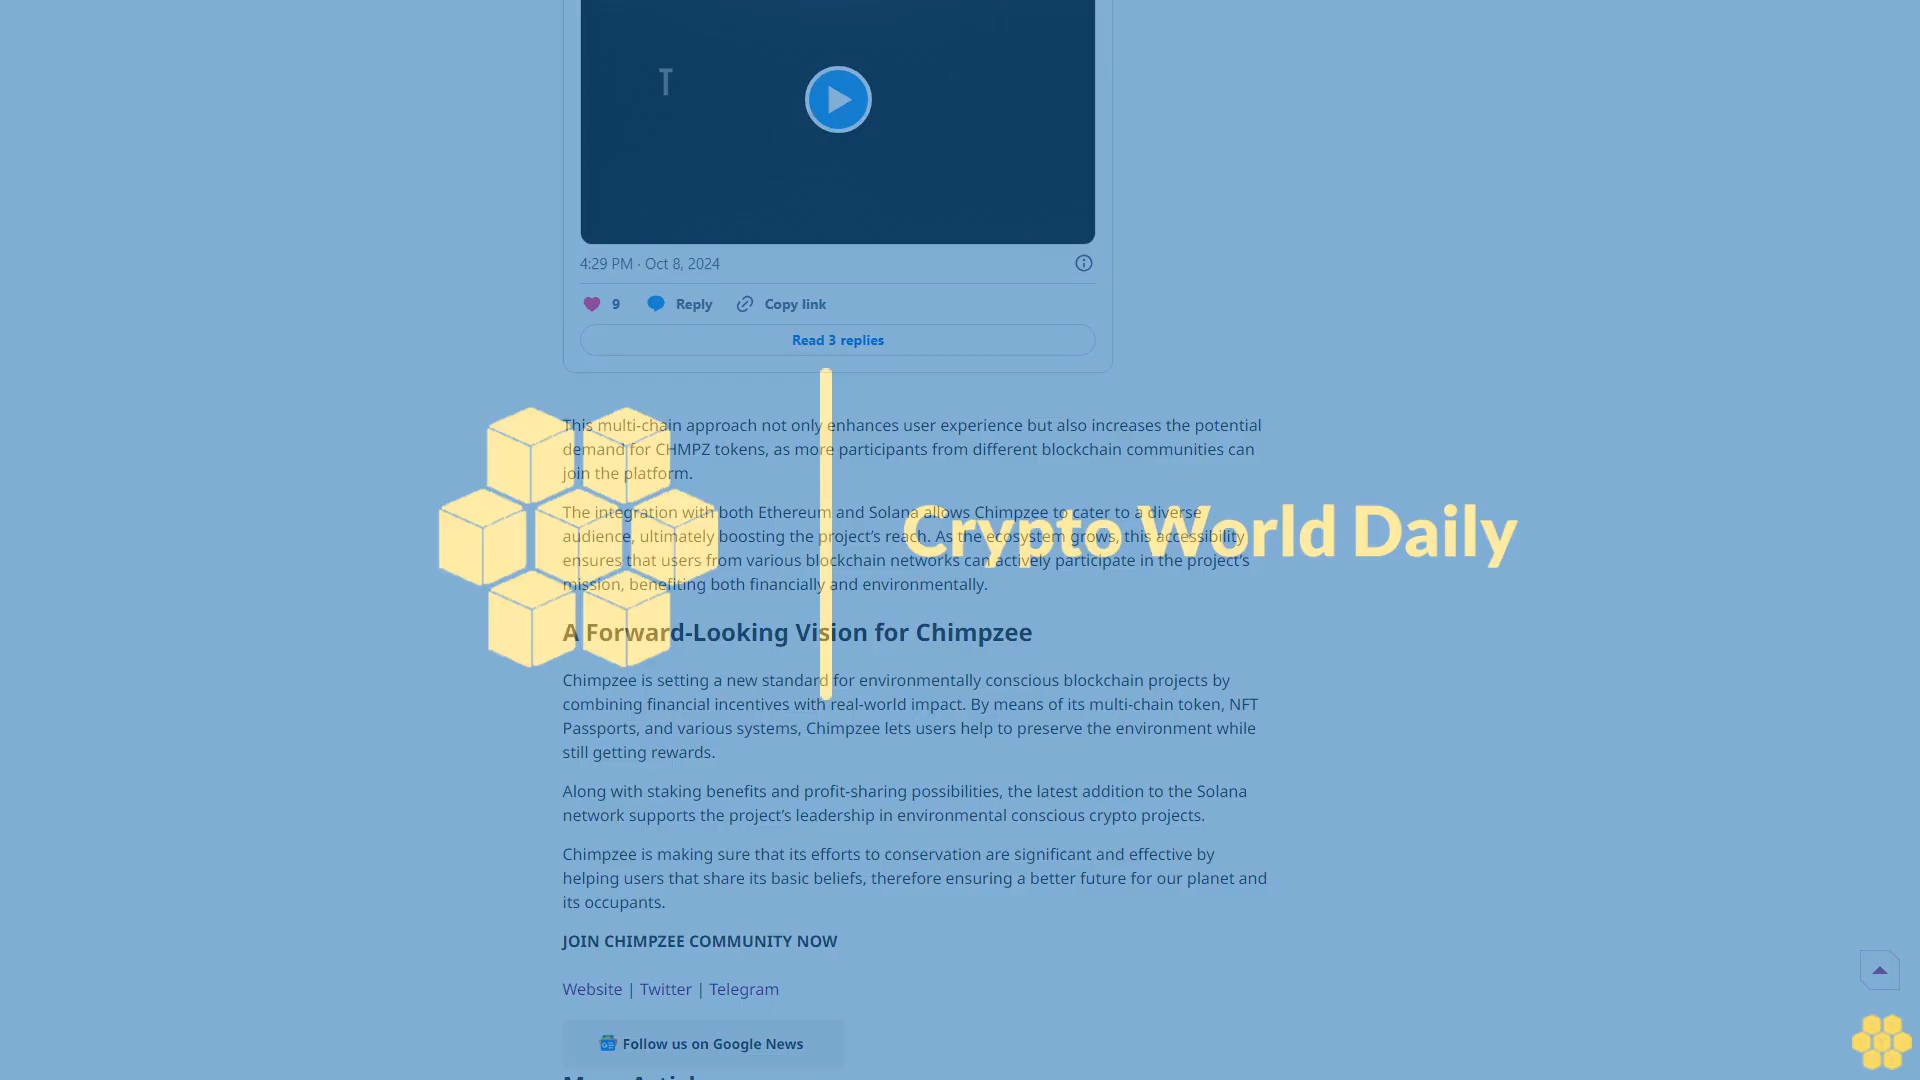 T
4:29 PM · Oct 8, 2024
9 Reply Copy link
Read 3 replies
This multi-chain approach not only enhances user experience but also increases the potential
demand for CHMPZ tokens, as more participants from different blockchain communities can
join the platform.
The integration with both Ethereum and Solana allows Chimpzee to cater to a diverse
audience, ultimately boosting the project's reach. As the ecosystem grows, this accessibility
ensures that users from various blockchain networks can actively participate in the project's
mission, benefiting both financially and environmentally.
Crypto World Daily
A Forward-Looking Vision for Chimpzee
Chimpzee is setting a new standard for environmentally conscious blockchain projects by
combining financial incentives with real-world impact. By means of its multi-chain token, NFT
Passports, and various systems, Chimpzee lets users help to preserve the environment while
still getting rewards.
Along with staking benefits and profit-sharing possibilities, the latest addition to the Solana
network supports the project's leadership in environmental conscious crypto projects.
Chimpzee is making sure that its efforts to conservation are significant and effective by
helping users that share its basic beliefs, therefore ensuring a better future for our planet and
its occupants.
JOIN CHIMPZEE COMMUNITY NOW
Website | Twitter | Telegram
Follow us on Google News